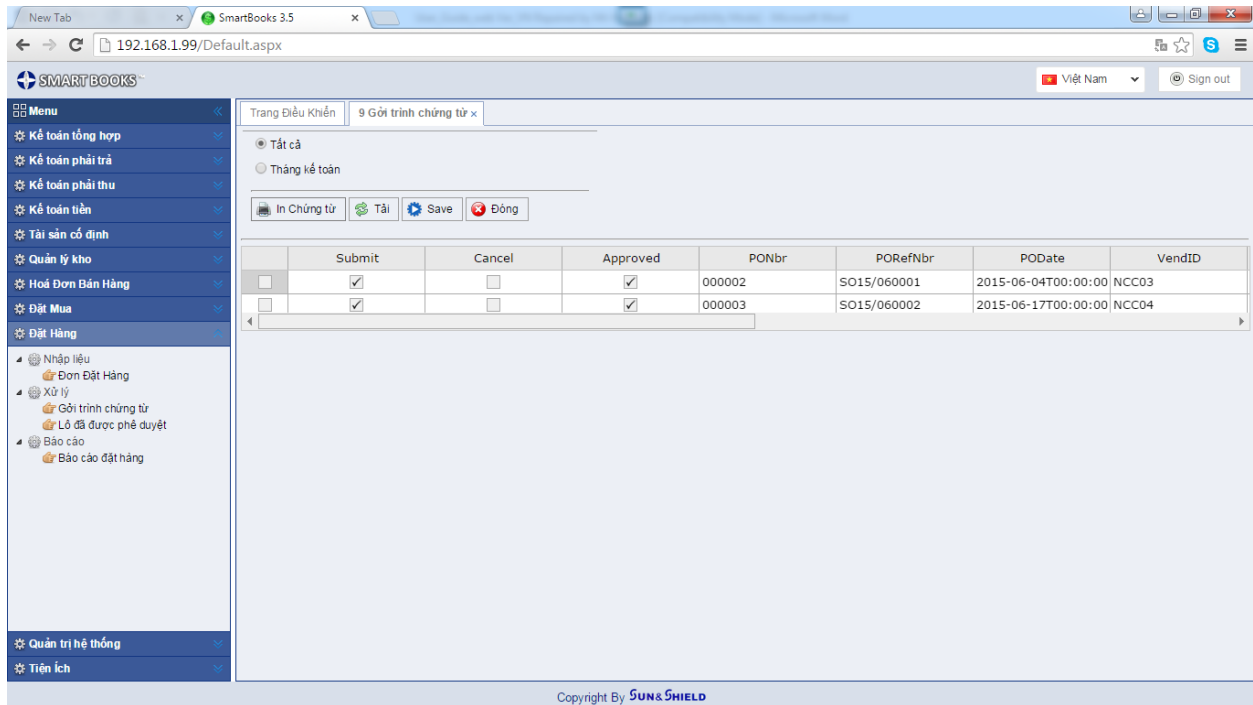 New Tab
SmartBooks 3.5
192.168.1.99/Default.aspx
SMART BOOKS
Việt Nam
Sign out
Menu
Kế toán tổng hợp
Kế toán phải trả
Kế toán phải thu
Kế toán tiền
Tài sản cố định
Quản lý kho
Hoá Đơn Bán Hàng
Đặt Mua
Đặt Hàng
Nhập liệu
Đơn Đặt Hàng
Xử lý
Gởi trình chứng từ
Lô đã được phê duyệt
Báo cáo
Báo cáo đặt hàng
Quản trị hệ thống
Tiện Ích
Trang Điều Khiển
9 Gởi trình chứng từ x
Tất cả
Tháng kế toán
In Chứng từ Tải Save Đóng
Submit Cancel Approved PONbr PORefNbr PODate VendID
000002 SO15/060001 2015-06-04T00:00:00 NCC03
000003 SO15/060002 2015-06-17T00:00:00 NCC04
Copyright By SUN& SHIELD